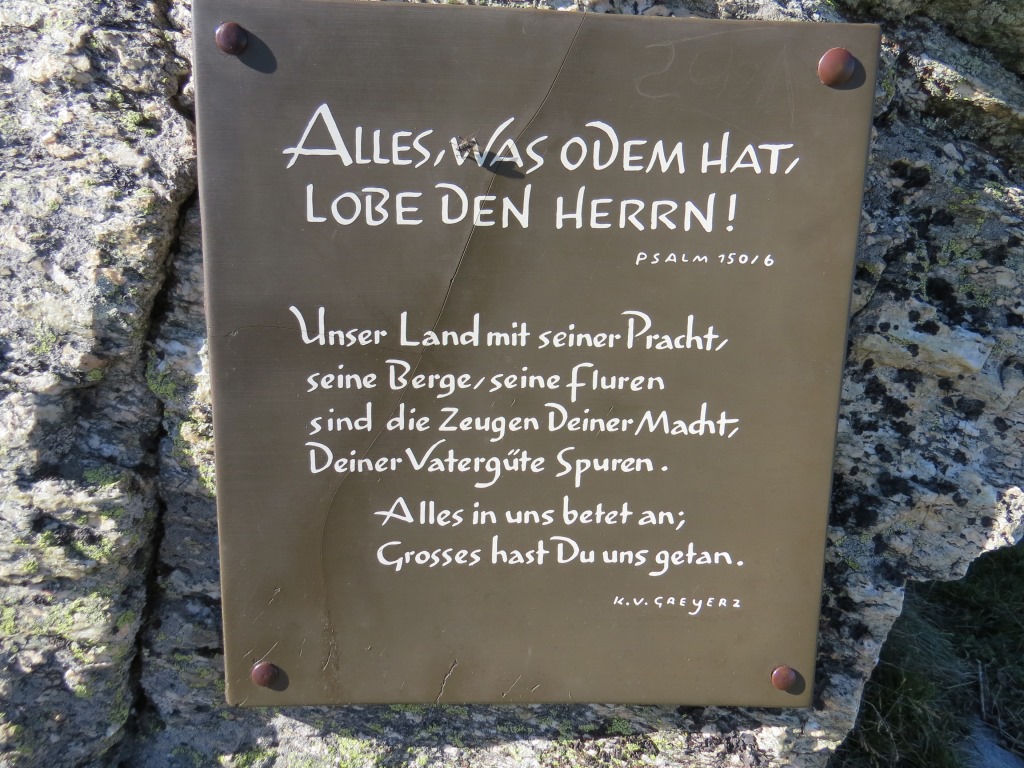 ALLES, WAS ODEM HAT,
LOBE DEN HERRN!
PSALM 150/6
Unser Land mit seiner Pracht,
seine Berge, seine Fluren
sind die Zeugen Deiner Macht,
Deiner Vatergüte Spuren.
Alles in uns betet an;
Grosses hast Du uns getan.
K.V. GREYERZ